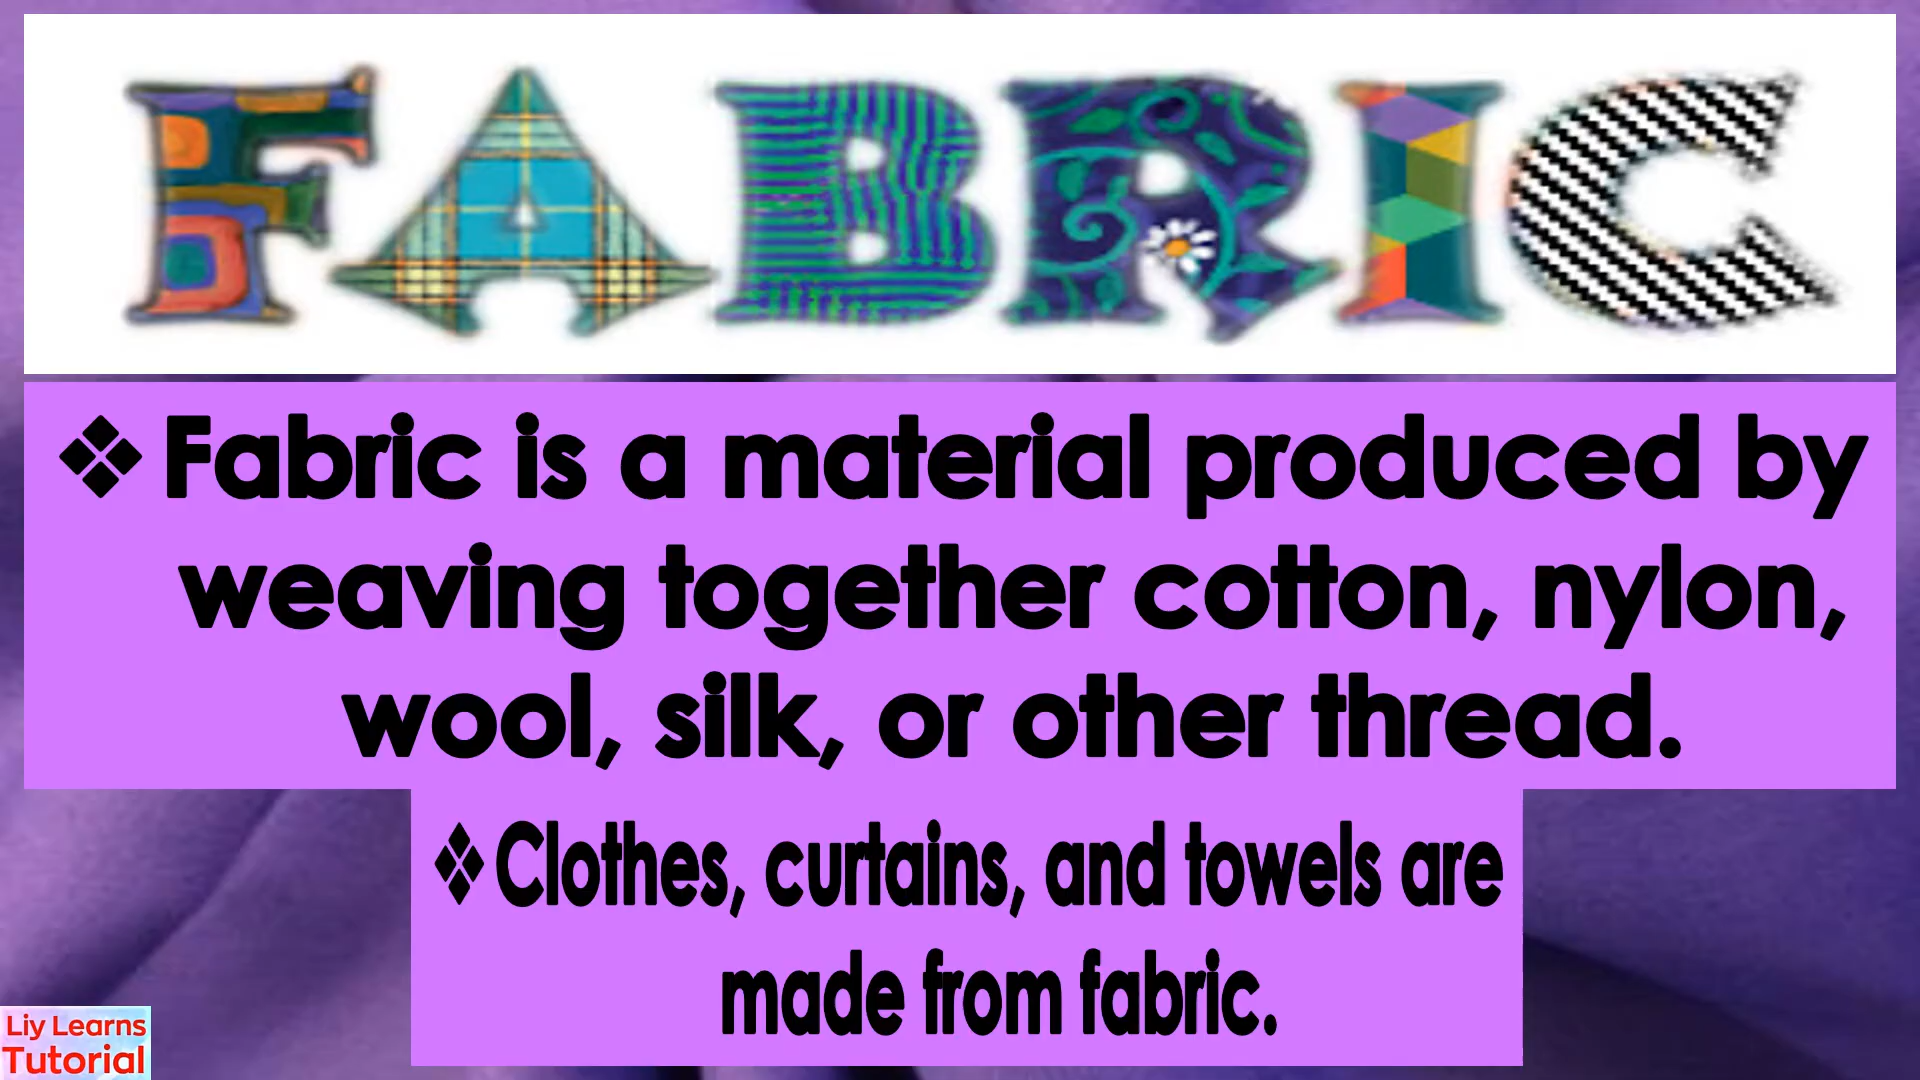 FABRIC
❖ Fabric is a material produced by
weaving together cotton, nylon,
wool, silk, or other thread.
❖ Clothes, curtains, and towels are
made from fabric.
Liy Learns
Tutorial